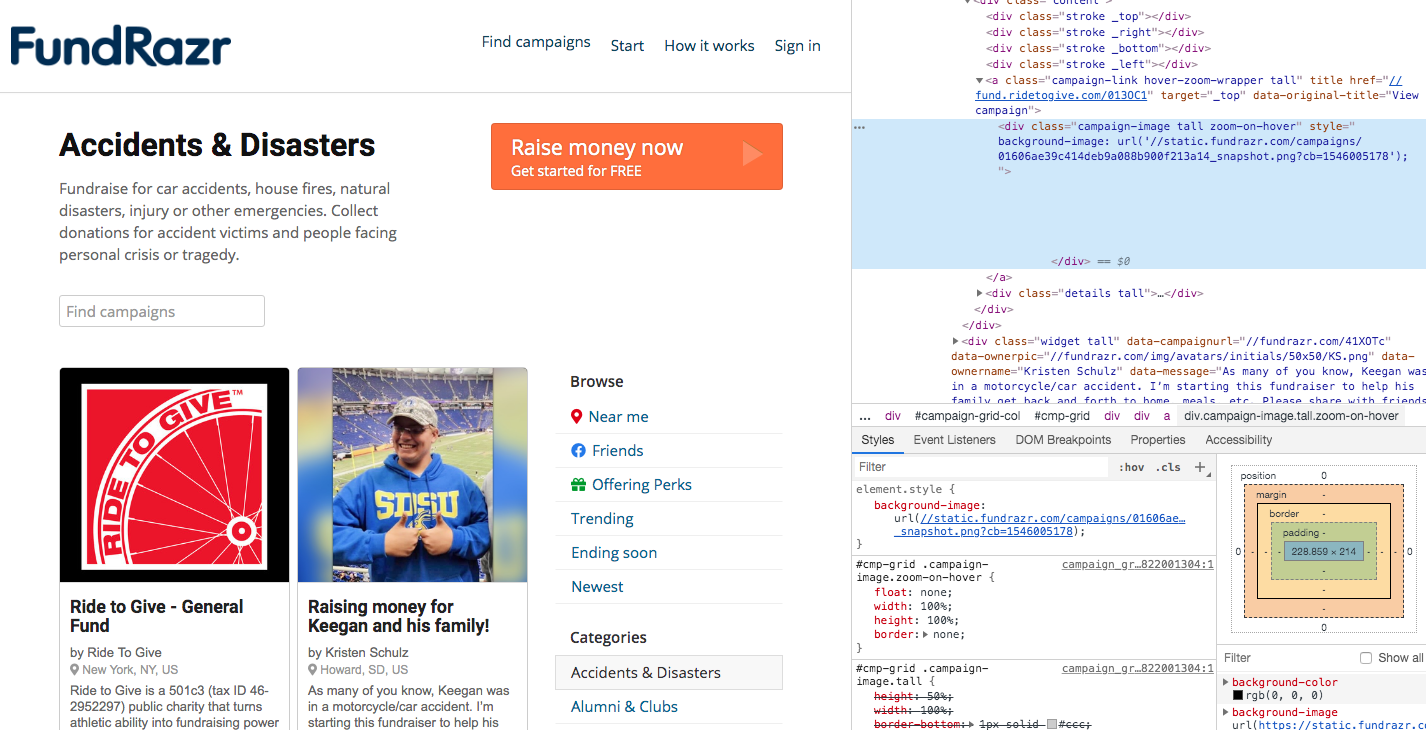 FundRazr
Find campaigns
Start
How it works
Sign in
Accidents & Disasters
Fundraise for car accidents, house fires, natural
disasters, injury or other emergencies. Collect
donations for accident victims and people facing
personal crisis or tragedy.
Raise money now
Get started for FREE
Find campaigns
RIDE TO GIVE™
Ride to Give - General
Fund
by Ride To Give
New York, NY, US
Ride to Give is a 501c3 (tax ID 46-
2952297) public charity that turns
athletic ability into fundraising power
SDSU
Raising money for
Keegan and his family!
by Kristen Schulz
Howard, SD, US
As many of you know, Keegan was
in a motorcycle/car accident. I'm
starting this fundraiser to help his
Browse
Near me
Friends
Offering Perks
Trending
Ending soon
Newest
Categories
Accidents & Disasters
Alumni & Clubs
<div class="content">
<div class="stroke _top"></div>
<div class="stroke _right"></div>
<div class="stroke _bottom"></div>
<div class="stroke _left"></div>
<a class="campaign-link hover-zoom-wrapper tall" title href="//
fund.ridetogive.com/013OC1" target="_top" data-original-title="View
campaign">
<div class="campaign-image tall zoom-on-hover" style="
background-image: url('//static.fundrazr.com/campaigns/
01606ae39c414deb9a088b900f213a14_snapshot.png?cb=1546005178');
">
</div> == $0
</a>
<div class="details tall">…</div>
</div>
</div>
<div class="widget tall" data-campaignurl="//fundrazr.com/41XOTc"
data-ownerpic="//fundrazr.com/img/avatars/initials/50x50/KS.png" data-
ownername="Kristen Schulz" data-message="As many of you know, Keegan was
in a motorcycle/car accident. I'm starting this fundraiser to help his
family get back and forth to home, meals, etc. Please share with friends
... div #campaign-grid-col #cmp-grid div div a div.campaign-image.tall.zoom-on-hover
Styles Event Listeners DOM Breakpoints Properties Accessibility
Filter :hov .cls +
element.style {
background-image:
url(//static.fundrazr.com/campaigns/01606ae…
_snapshot.png?cb=1546005178);
}
#cmp-grid .campaign- campaign_gr…822001304:1
image.zoom-on-hover {
float: none;
width: 100%;
height: 100%;
border: none;
}
#cmp-grid .campaign- campaign_gr…822001304:1
image.tall {
height: 50%;
width: 100%;
border-bottom: 1px solid #ccc;
position 0
margin -
border -
padding -
0 - - - 228.859 × 214 - - - 0
-
-
-
0
Filter Show all
background-color
rgb(0, 0, 0)
background-image
url(https://static.fundrazr.c